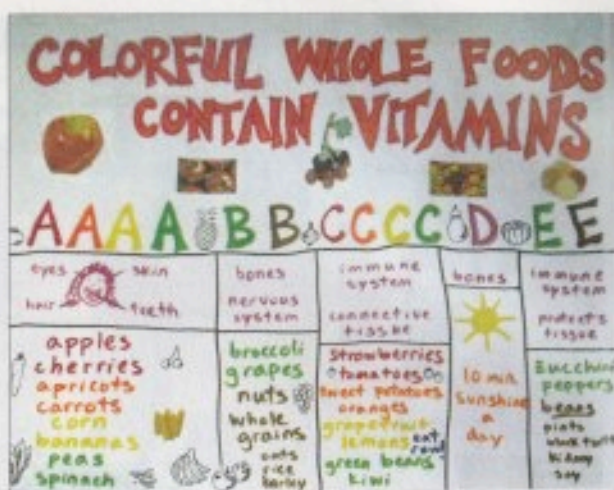 COLORFUL WHOLE FOODS
CONTAIN VITAMINS
A A A A B B C C C C D E E
eyes skin
hair teeth
bones
nervous
system
immune
system
connective
tissue
bones
immune
system
protects
tissue
apples
cherries
apricots
carrots
corn
bananas
peas
spinach
broccoli
grapes
nuts
whole
grains
oats
rice
barley
strawberries
tomatoes
sweet potatoes
oranges
grapefruit
lemons eat
raw!
green beans
kiwi
10 min
sunshine
a
day
zucchini
peppers
beans
pinto
kidney
soy